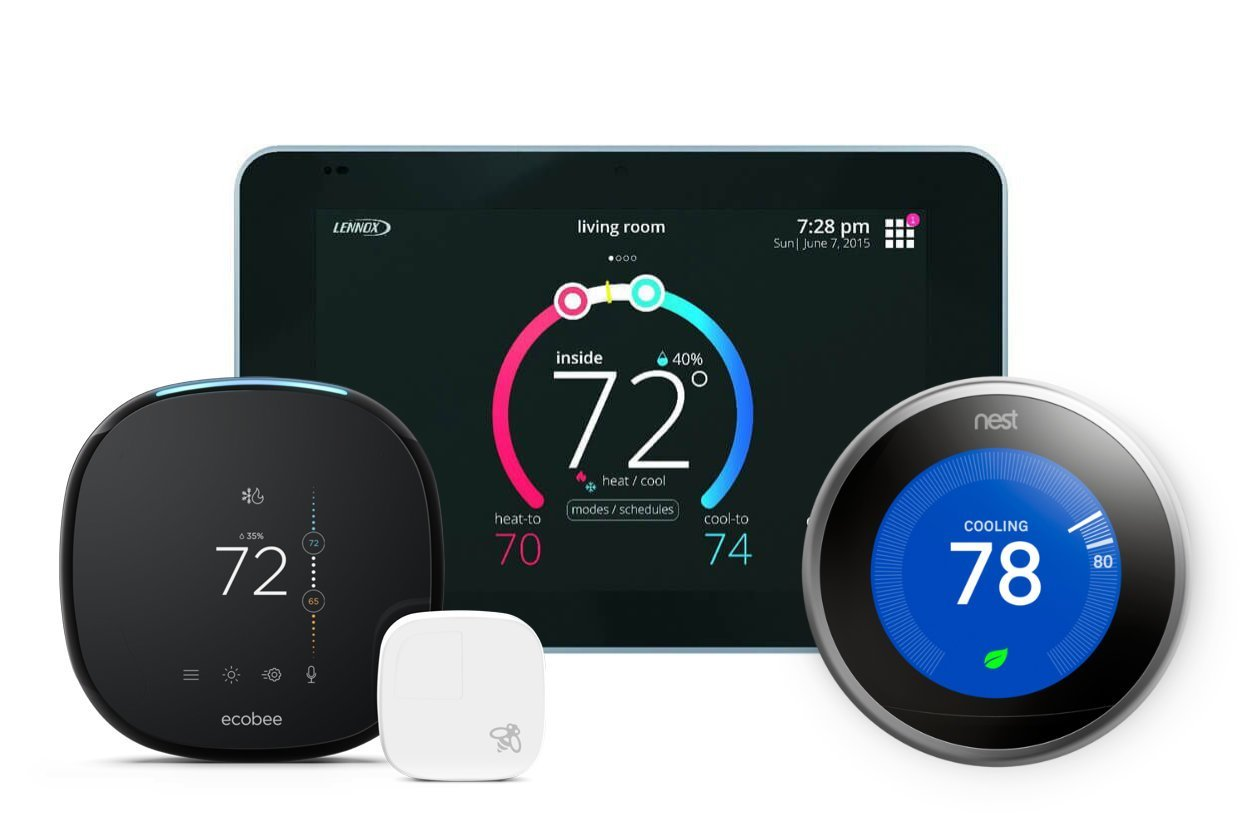 LENNOX
living room
7:28 pm
Sun| June 7, 2015
1
inside
40%
72°
heat / cool
modes / schedules
heat-to
70
cool-to
74
35%
72
72
65
ecobee
nest
COOLING
78
80